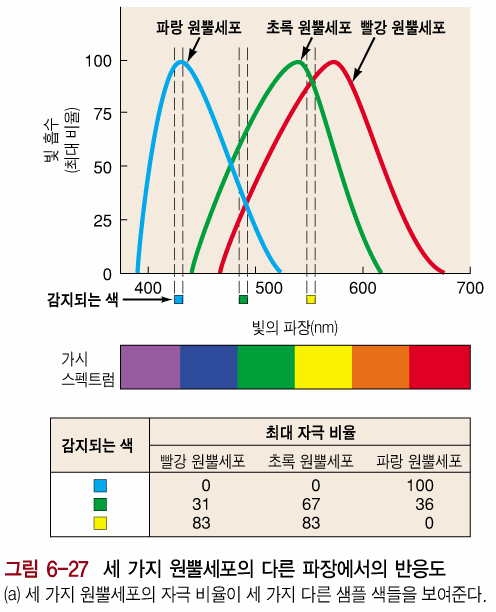 파랑 원뿔세포 초록 원뿔세포 빨강 원뿔세포
100
75
50
25
0
빛 흡수
(최대 비율)
400 500 600 700
감지되는 색
빛의 파장(nm)
가시
스펙트럼
감지되는 색
최대 자극 비율
빨강 원뿔세포 초록 원뿔세포 파랑 원뿔세포
0 0 100
31 67 36
83 83 0
그림 6-27 세 가지 원뿔세포의 다른 파장에서의 반응도
(a) 세 가지 원뿔세포의 자극 비율이 세 가지 다른 샘플 색들을 보여준다.